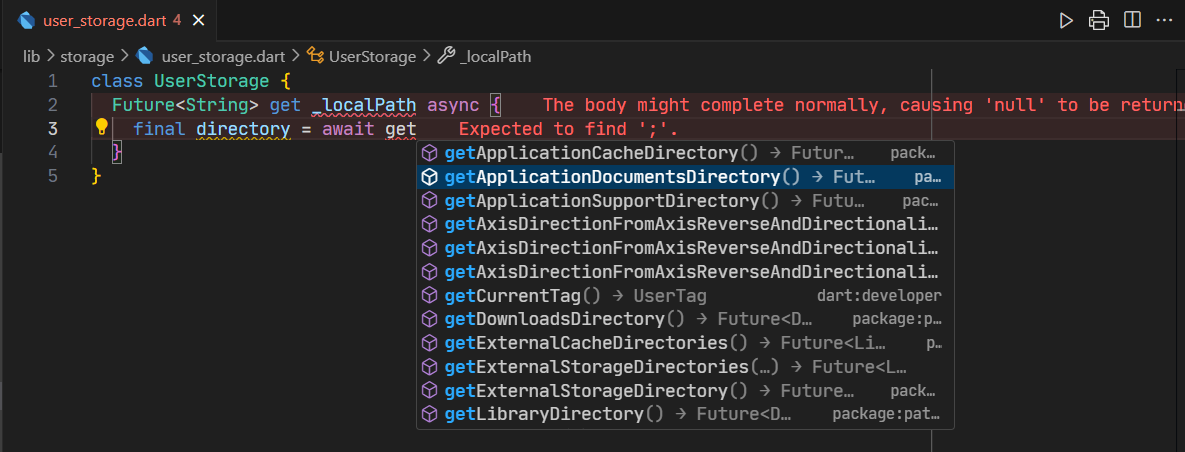 user_storage.dart 4
lib > storage > user_storage.dart > UserStorage > _localPath
1 class UserStorage {
2 Future<String> get _localPath async { The body might complete normally, causing 'null' to be return
3 final directory = await get Expected to find ';'.
4 }
5 }
getApplicationCacheDirectory() → Futur… pack…
getApplicationDocumentsDirectory() → Fut… pa…
getApplicationSupportDirectory() → Futu… pac…
getAxisDirectionFromAxisReverseAndDirectionali…
getAxisDirectionFromAxisReverseAndDirectionali…
getAxisDirectionFromAxisReverseAndDirectionali…
getCurrentTag() → UserTag dart:developer
getDownloadsDirectory() → Future<D… package:p…
getExternalCacheDirectories() → Future<Li… p…
getExternalStorageDirectories(…) → Future<L…
getExternalStorageDirectory() → Future… pack…
getLibraryDirectory() → Future<D… package:pat…